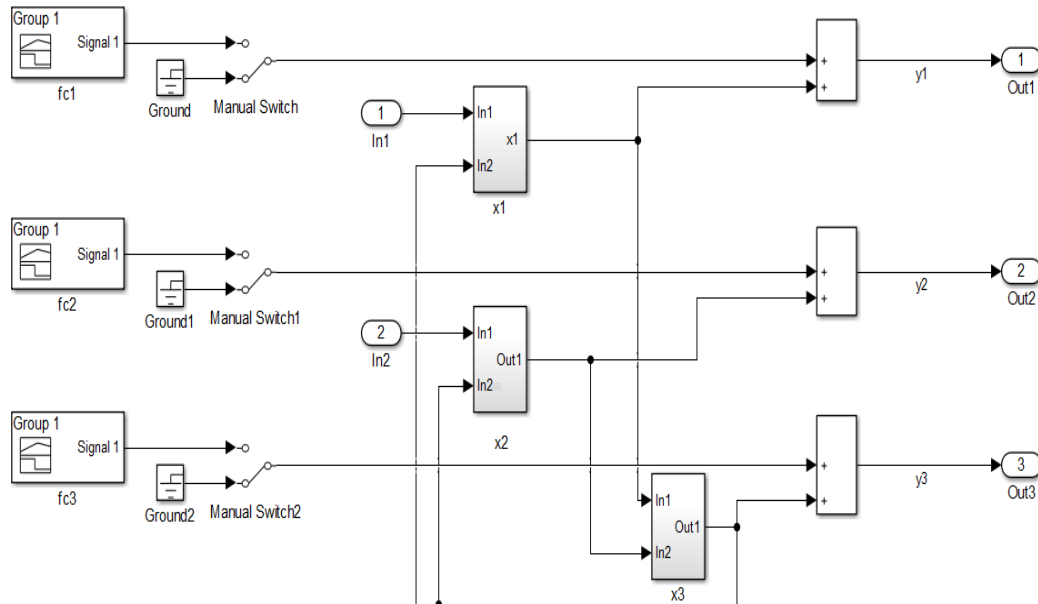 Group 1
Signal 1
fc1
Ground
Manual Switch
1
In1
In1
In2
x1
x1
+
+
y1
1
Out1
Group 1
Signal 1
fc2
Ground1
Manual Switch1
2
In2
In1
In2
Out1
x2
+
+
y2
2
Out2
Group 1
Signal 1
fc3
Ground2
Manual Switch2
In1
In2
Out1
x3
+
+
y3
3
Out3